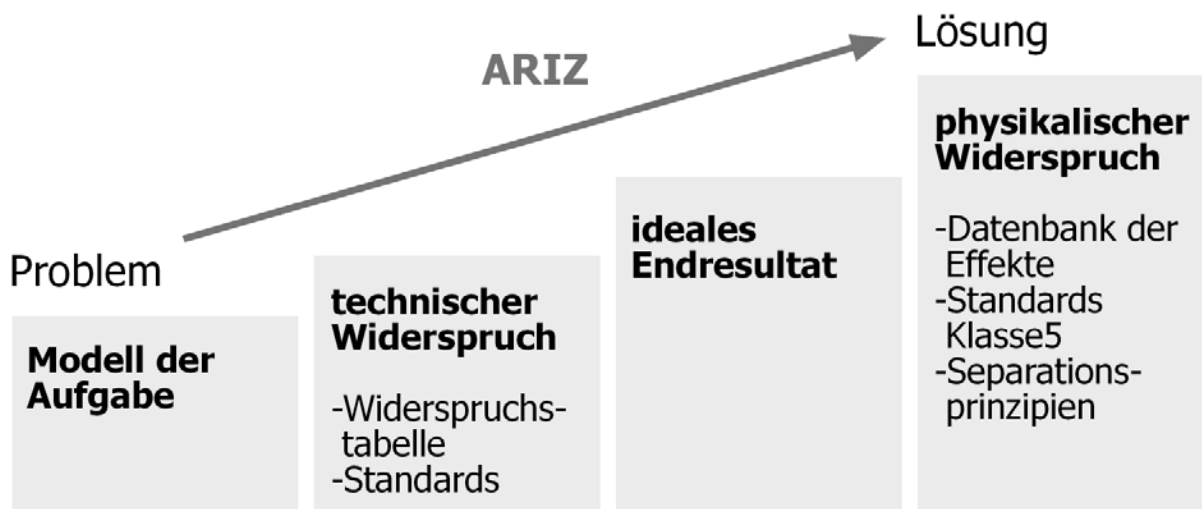 ARIZ
Lösung
Problem
Modell der
Aufgabe
technischer
Widerspruch
-Widerspruchs-
tabelle
-Standards
ideales
Endresultat
physikalischer
Widerspruch
-Datenbank der
Effekte
-Standards
Klasse5
-Separations-
prinzipien